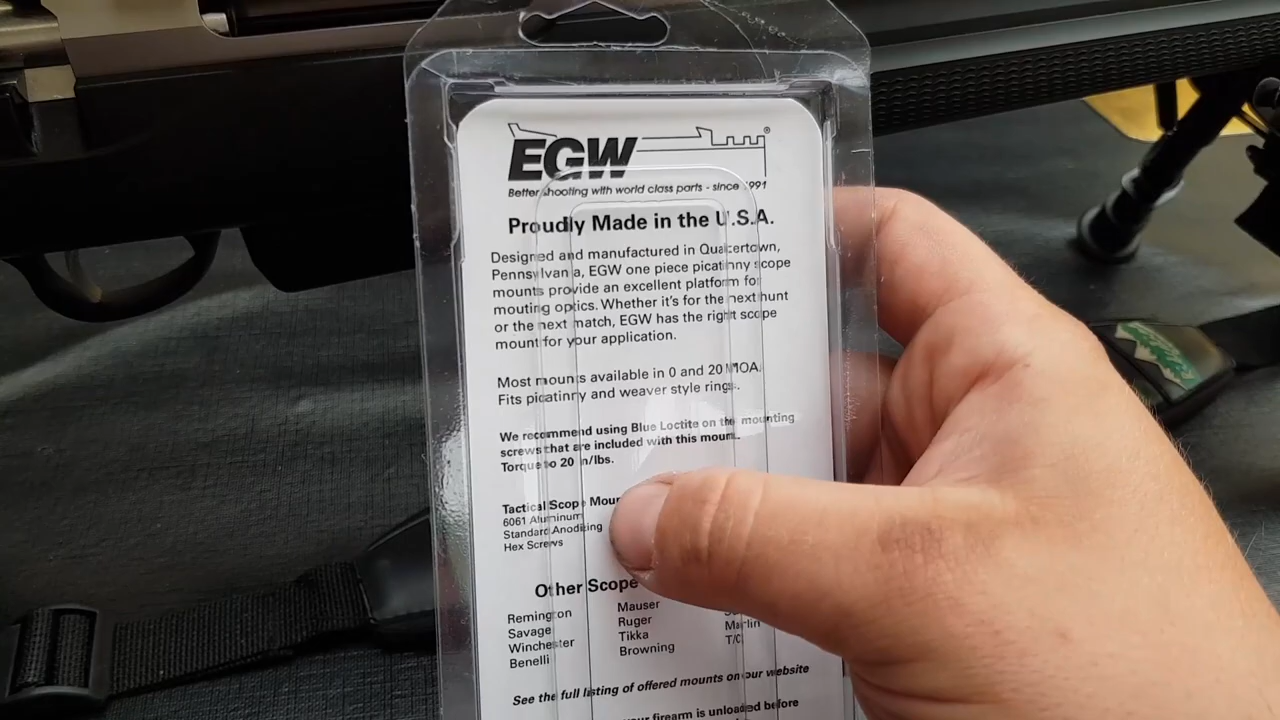 EGW®
Better shooting with world class parts - since 1991
Proudly Made in the U.S.A.
Designed and manufactured in Quakertown,
Pennsylvania, EGW one piece picatinny scope
mounts provide an excellent platform for
mouting optics. Whether it's for the next hunt
or the next match, EGW has the right scope
mount for your application.
Most mounts available in 0 and 20 MOA.
Fits picatinny and weaver style rings.
We recommend using Blue Loctite on the mounting
screws that are included with this mount.
Torque to 20 in/lbs.
Tactical Scope
6061 Aluminum
Standard Anodizing
Hex Screws
Other Scope
Remington Mauser
Savage Ruger Marlin
Winchester Tikka T/C
Benelli Browning
See the full listing of offered mounts on our website
your firearm is unloaded before